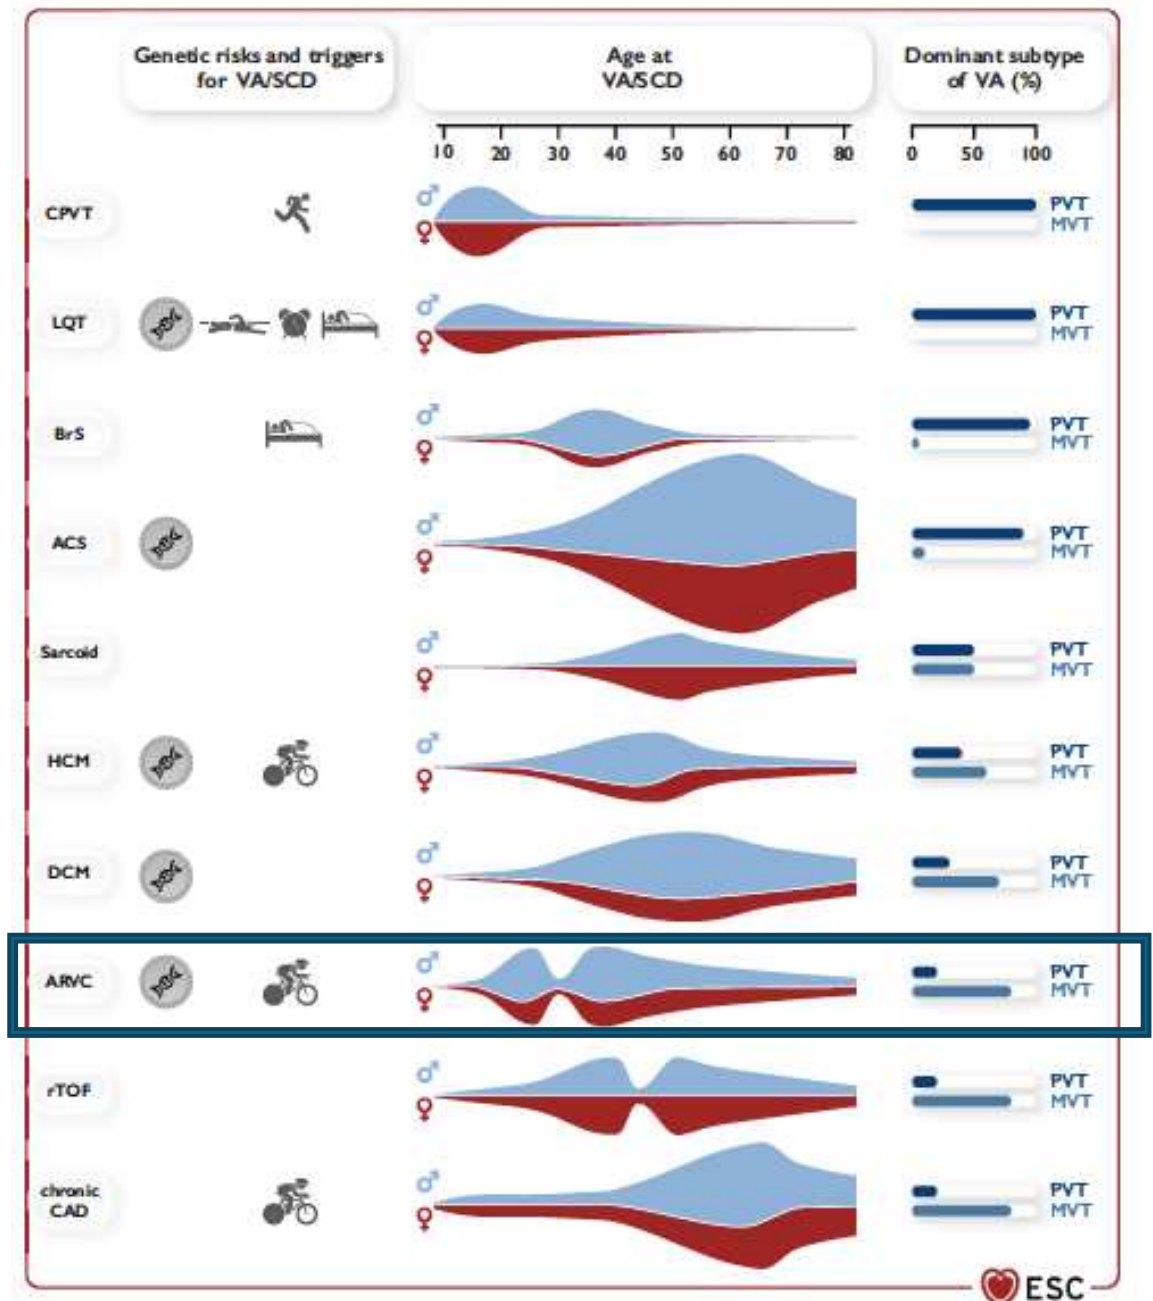 Genetic risks and triggers
for VA/SCD
Age at
VA/SCD
Dominant subtype
of VA (%)
10 20 30 40 50 60 70 80
0 50 100
CPVT
♂
♀
PVT
MVT
LQT
♂
♀
PVT
MVT
BrS
♂
♀
PVT
MVT
ACS
♂
♀
PVT
MVT
Sarcoid
♂
♀
PVT
MVT
HCM
♂
♀
PVT
MVT
DCM
♂
♀
PVT
MVT
ARVC
♂
♀
PVT
MVT
rTOF
♂
♀
PVT
MVT
chronic
CAD
♂
♀
PVT
MVT
ESC